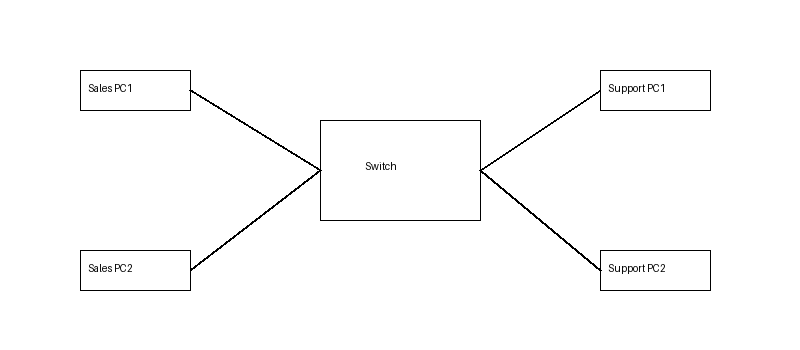 Sales PC1
Support PC1
Switch
Sales PC2
Support PC2